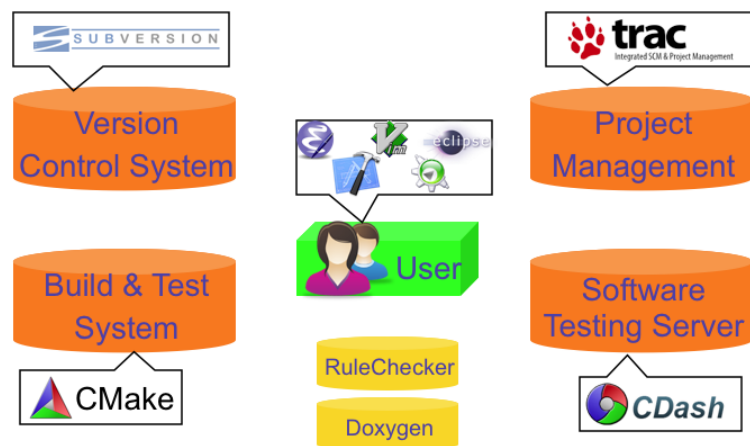 SUBVERSION
Version
Control System
trac
Integrated SCM & Project Management
Project
Management
Vim
eclipse
User
Build & Test
System
CMake
Software
Testing Server
CDash
RuleChecker
Doxygen